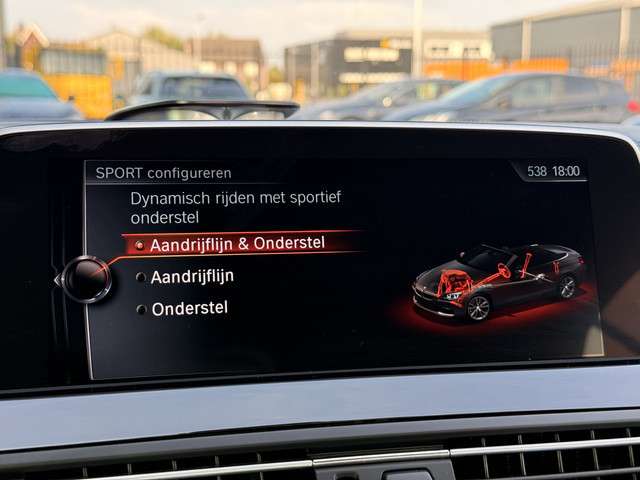 SPORT configureren
538 18:00
Dynamisch rijden met sportief
onderstel
Aandrijflijn & Onderstel
Aandrijflijn
Onderstel